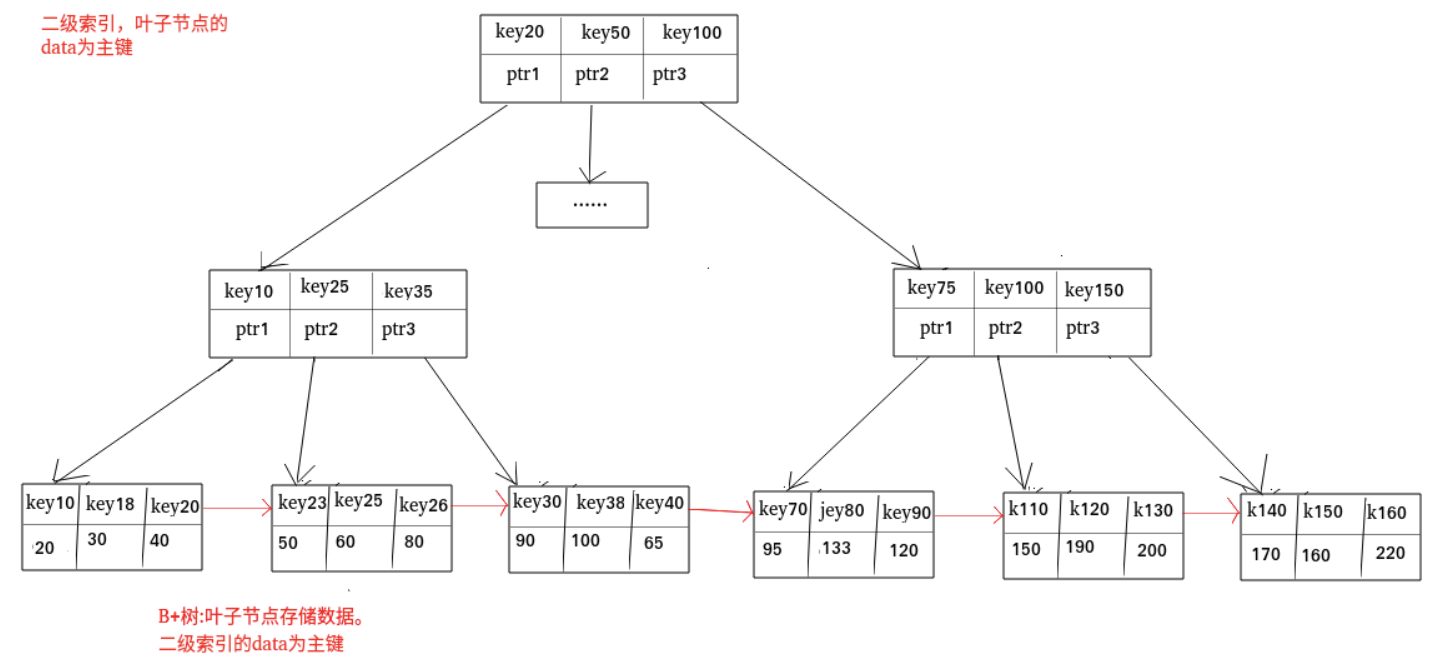 二级索引，叶子节点的
data为主键
key20 key50 key100
ptr1 ptr2 ptr3
······
key10 key25 key35
ptr1 ptr2 ptr3
key75 key100 key150
ptr1 ptr2 ptr3
key10 key18 key20
20 30 40
key23 key25 key26
50 60 80
key30 key38 key40
90 100 65
key70 jey80 key90
95 133 120
k110 k120 k130
150 190 200
k140 k150 k160
170 160 220
B+树:叶子节点存储数据。
二级索引的data为主键